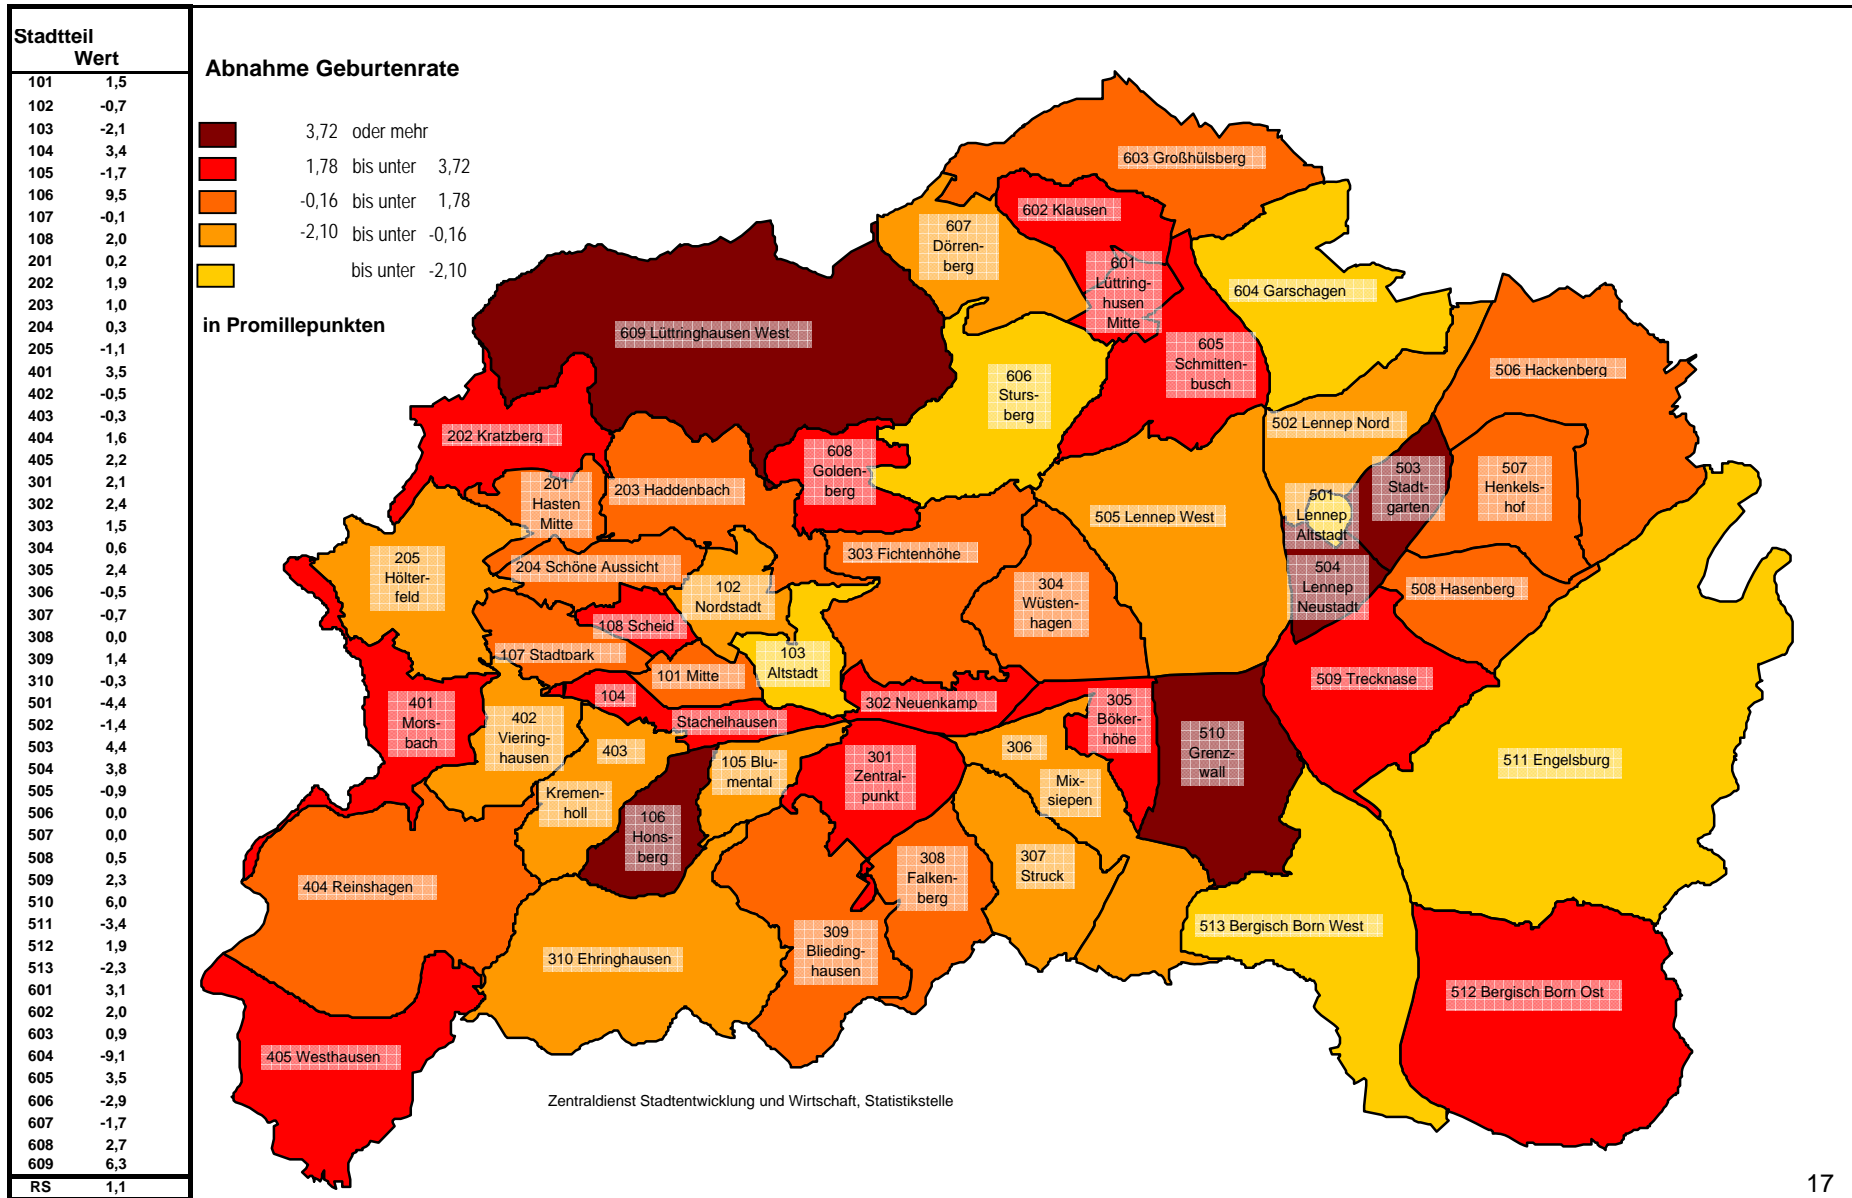 Stadtteil
Wert
101 1,5
102 -0,7
103 -2,1
104 3,4
105 -1,7
106 9,5
107 -0,1
108 2,0
201 0,2
202 1,9
203 1,0
204 0,3
205 -1,1
401 3,5
402 -0,5
403 -0,3
404 1,6
405 2,2
301 2,1
302 2,4
303 1,5
304 0,6
305 2,4
306 -0,5
307 -0,7
308 0,0
309 1,4
310 -0,3
501 -4,4
502 -1,4
503 4,4
504 3,8
505 -0,9
506 0,0
507 0,0
508 0,5
509 2,3
510 6,0
511 -3,4
512 1,9
513 -2,3
601 3,1
602 2,0
603 0,9
604 -9,1
605 3,5
606 -2,9
607 -1,7
608 2,7
609 6,3
RS 1,1
Abnahme Geburtenrate
3,72 oder mehr
1,78 bis unter 3,72
-0,16 bis unter 1,78
-2,10 bis unter -0,16
bis unter -2,10
in Promillepunkten
603 Großhülsberg
602 Klausen
607
Dörren-
berg
601
Lüttring-
husen
Mitte
604 Garschagen
609 Lüttringhausen West
605
Schmitten-
busch
606
Sturs-
berg
506 Hackenberg
502 Lennep Nord
202 Kratzberg
608
Golden-
berg
503
Stadt-
garten
507
Henkels-
hof
201
Hasten
Mitte
203 Haddenbach
501
Lennep
Altstadt
505 Lennep West
303 Fichtenhöhe
205
Hölter-
feld
204 Schöne Aussicht
102
Nordstadt
304
Wüsten-
hagen
504
Lennep
Neustadt
508 Hasenberg
108 Scheid
107 Stadtpark
103
Altstadt
101 Mitte
509 Trecknase
104
Stachelhausen
302 Neuenkamp
305
Böker-
höhe
401
Mors-
bach
402
Viering-
hausen
403
Kremen-
holl
105 Blu-
mental
301
Zentral-
punkt
306
Mix-
siepen
510
Grenz-
wall
511 Engelsburg
106
Hons-
berg
307
Struck
308
Falken-
berg
404 Reinshagen
309
Blieding-
hausen
513 Bergisch Born West
310 Ehringhausen
512 Bergisch Born Ost
405 Westhausen
Zentraldienst Stadtentwicklung und Wirtschaft, Statistikstelle
17